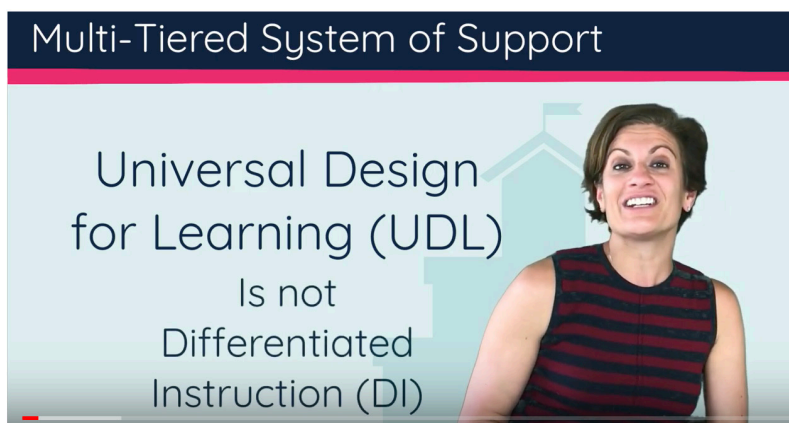 Multi-Tiered System of Support
Universal Design
for Learning (UDL)
Is not
Differentiated
Instruction (DI)